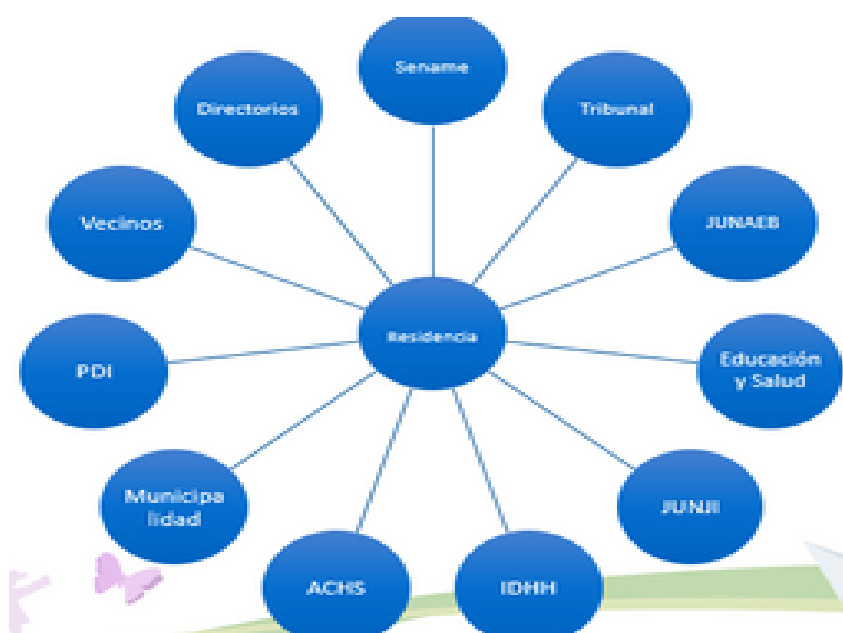 Sename
Directorios
Tribunal
Vecinos
JUNAEB
Residencia
PDI
Educación
y Salud
Municipa
lidad
JUNJI
ACHS
IDHH